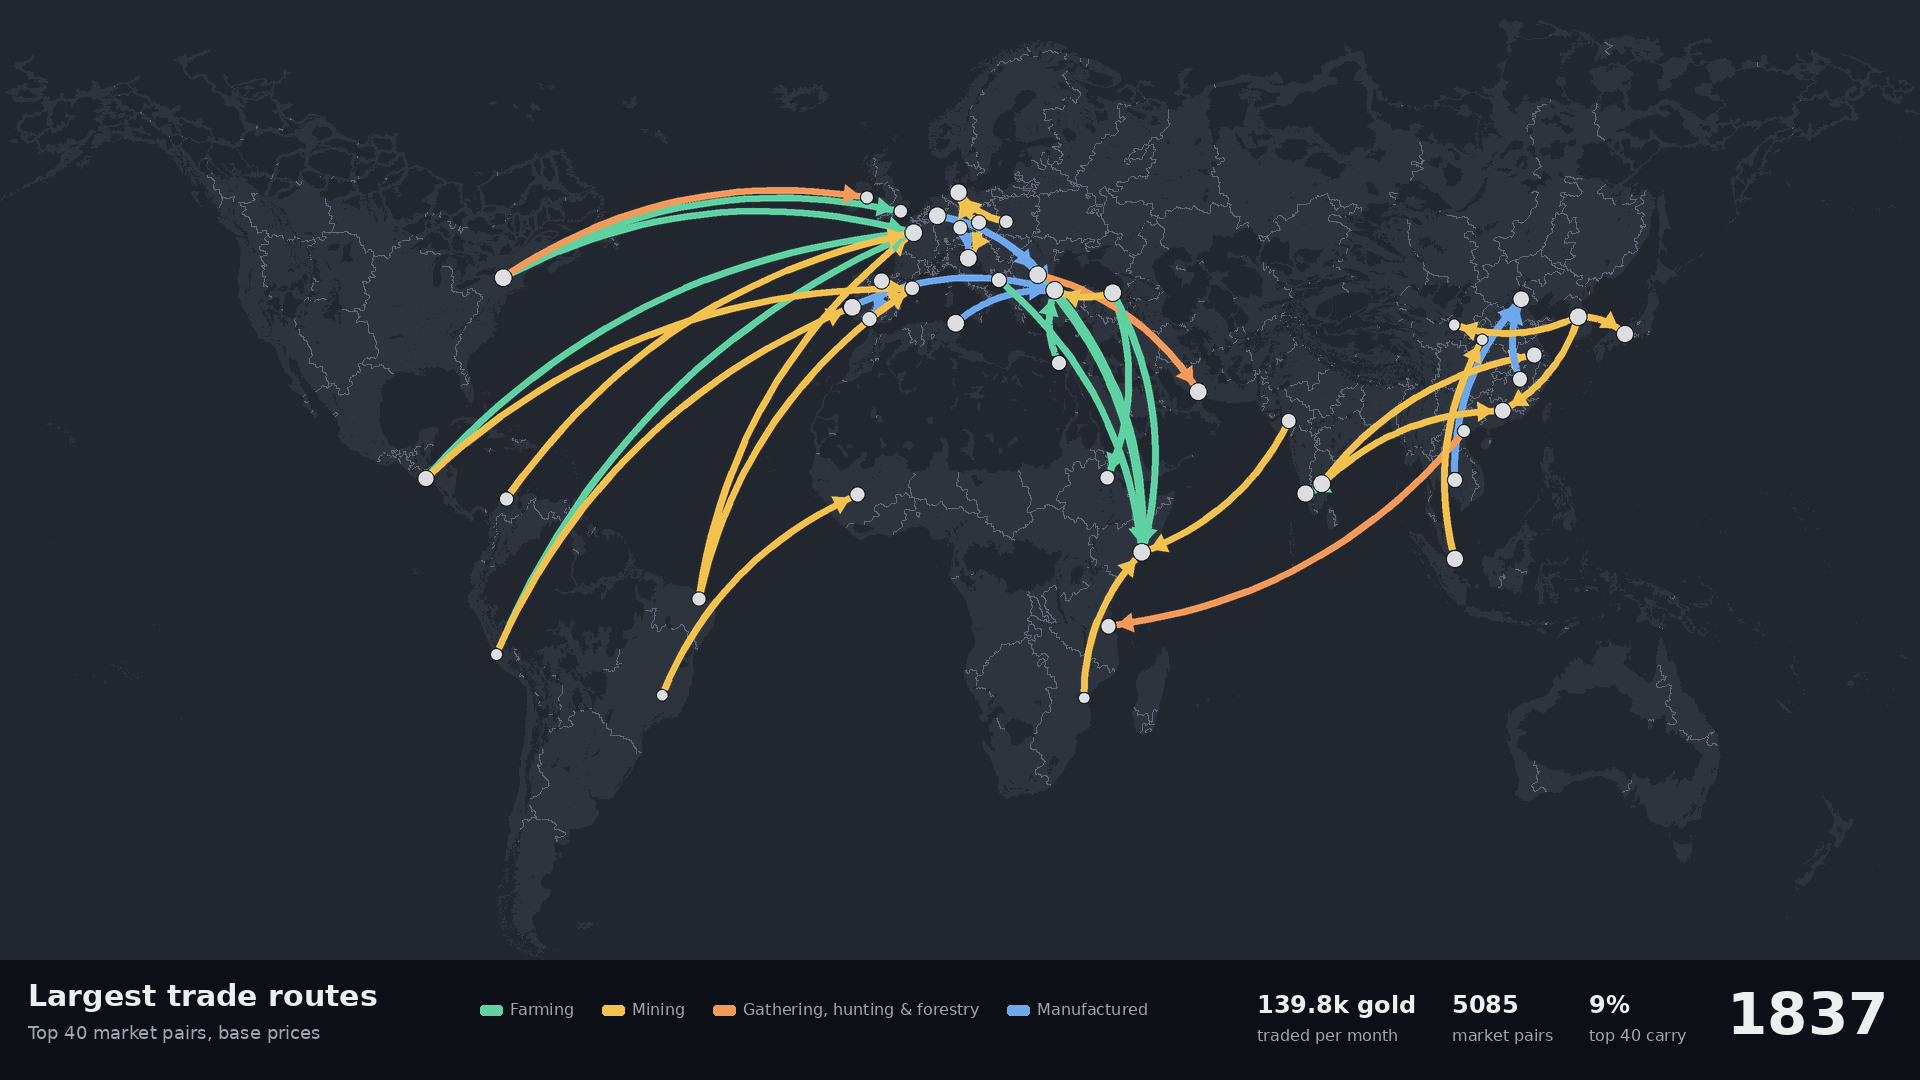 Largest trade routes
Top 40 market pairs, base prices
Farming
Mining
Gathering, hunting & forestry
Manufactured
139.8k gold
traded per month
5085
market pairs
9%
top 40 carry
1837